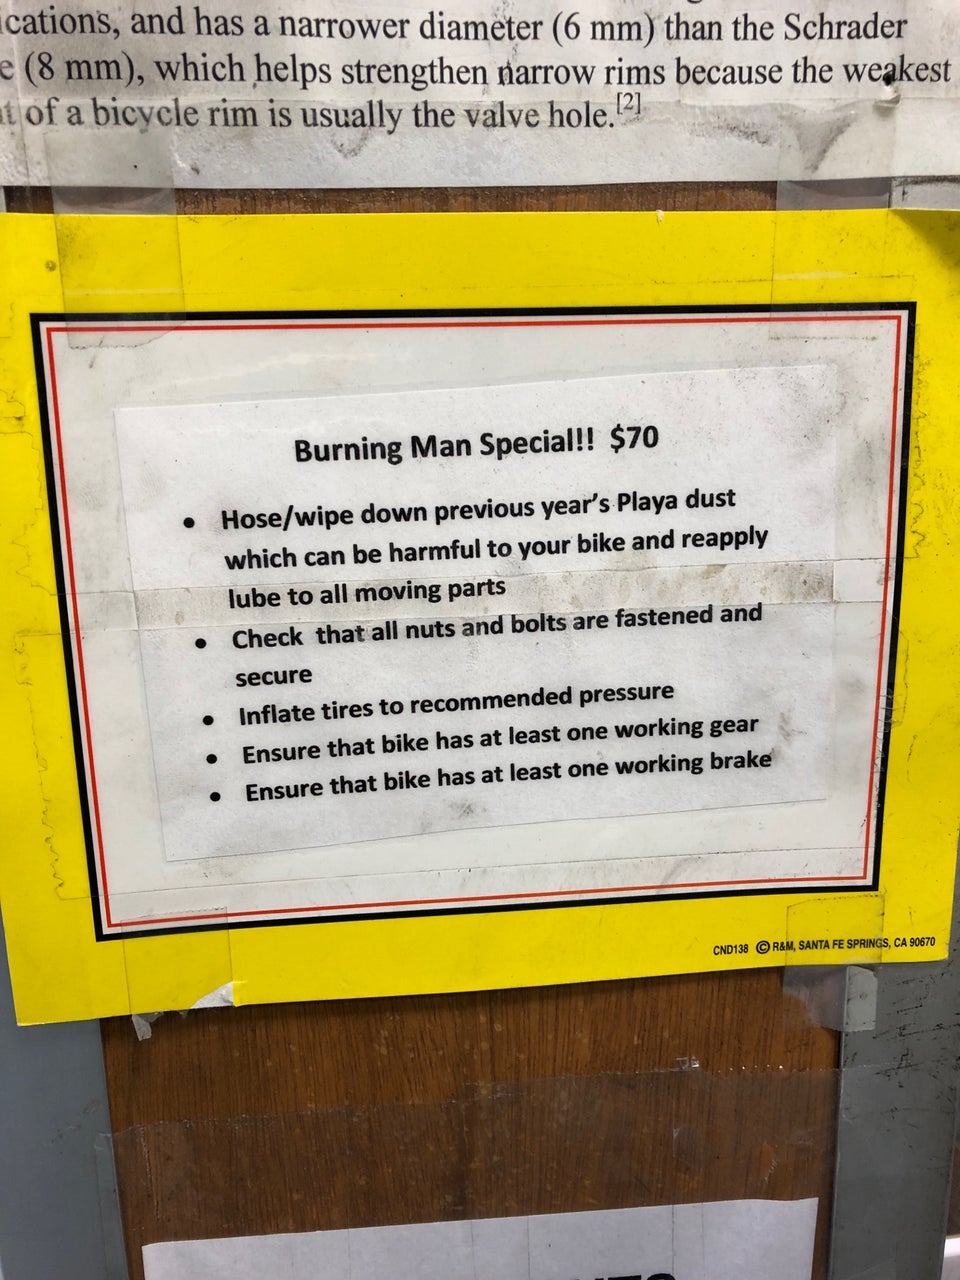 cations, and has a narrower diameter (6 mm) than the Schrader
e (8 mm), which helps strengthen narrow rims because the weakest
t of a bicycle rim is usually the valve hole.[2]
Burning Man Special!! $70
• Hose/wipe down previous year's Playa dust
which can be harmful to your bike and reapply
lube to all moving parts
• Check that all nuts and bolts are fastened and
secure
• Inflate tires to recommended pressure
• Ensure that bike has at least one working gear
• Ensure that bike has at least one working brake
CND138 © R&M, SANTA FE SPRINGS, CA 90670